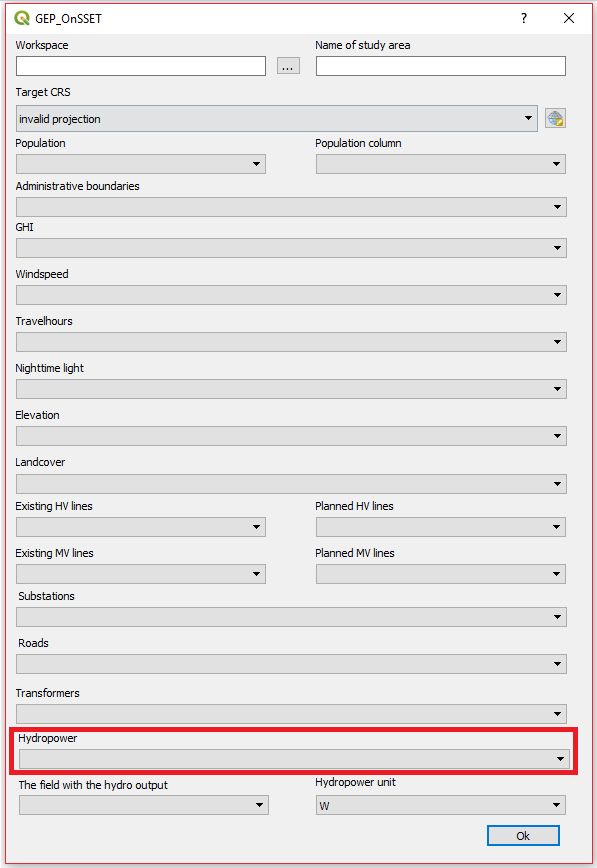 GEP_OnSSET ?
Workspace Name of study area
...
Target CRS
invalid projection
Population Population column
Administrative boundaries
GHI
Windspeed
Travelhours
Nighttime light
Elevation
Landcover
Existing HV lines Planned HV lines
Existing MV lines Planned MV lines
Substations
Roads
Transformers
Hydropower
The field with the hydro output Hydropower unit
W
Ok